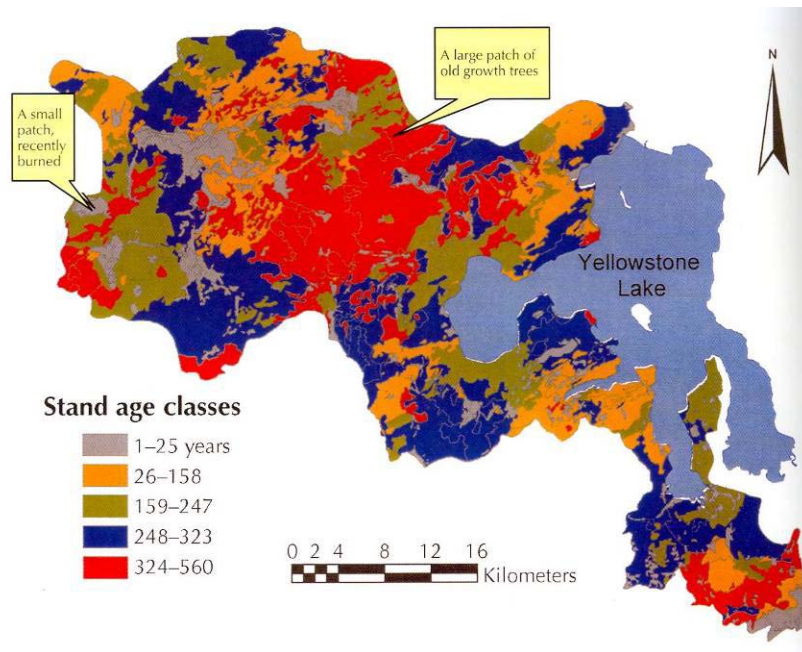 A large patch of
old growth trees
N
A small
patch,
recently
burned
Yellowstone
Lake
Stand age classes
1–25 years
26–158
159–247
248–323
324–560
0 2 4 8 12 16
Kilometers